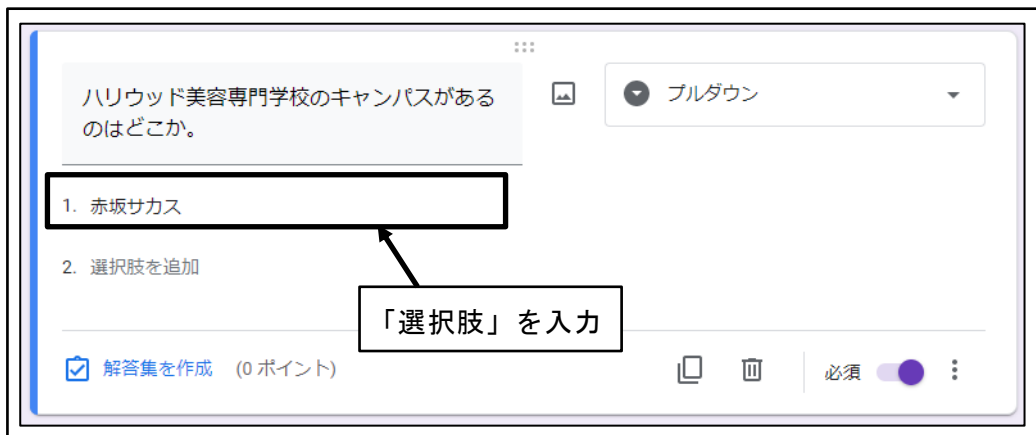 ハリウッド美容専門学校のキャンパスがある
のはどこか。
プルダウン
1. 赤坂サカス
2. 選択肢を追加
「選択肢」を入力
解答集を作成 (0 ポイント)
必須